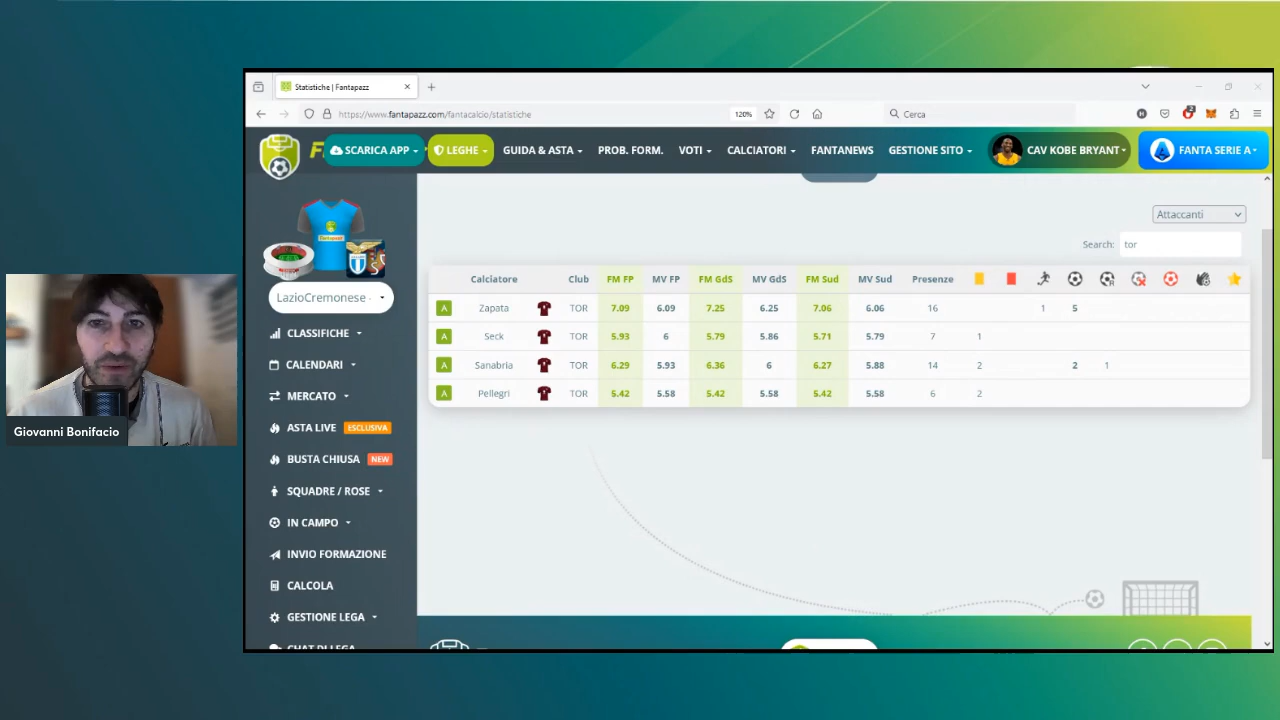 Statistiche | Fantapazz
https://www.fantapazz.com/fantacalcio/statistiche
120%
Cerca
2
SCARICA APP
LEGHE
GUIDA & ASTA
PROB. FORM.
VOTI
CALCIATORI
FANTANEWS
GESTIONE SITO
CAV KOBE BRYANT
FANTA SERIE A
LazioCremonese
CLASSIFICHE
CALENDARI
MERCATO
ASTA LIVE ESCLUSIVA
BUSTA CHIUSA NEW
SQUADRE / ROSE
IN CAMPO
INVIO FORMAZIONE
CALCOLA
GESTIONE LEGA
CHAT DI LEGA
Attaccanti
Search: tor
Calciatore Club FM FP MV FP FM GdS MV GdS FM Sud MV Sud Presenze
A Zapata TOR 7.09 6.09 7.25 6.25 7.06 6.06 16 1 5
A Seck TOR 5.93 6 5.79 5.86 5.71 5.79 7 1
A Sanabria TOR 6.29 5.93 6.36 6 6.27 5.88 14 2 2 1
A Pellegri TOR 5.42 5.58 5.42 5.58 5.42 5.58 6 2
Giovanni Bonifacio